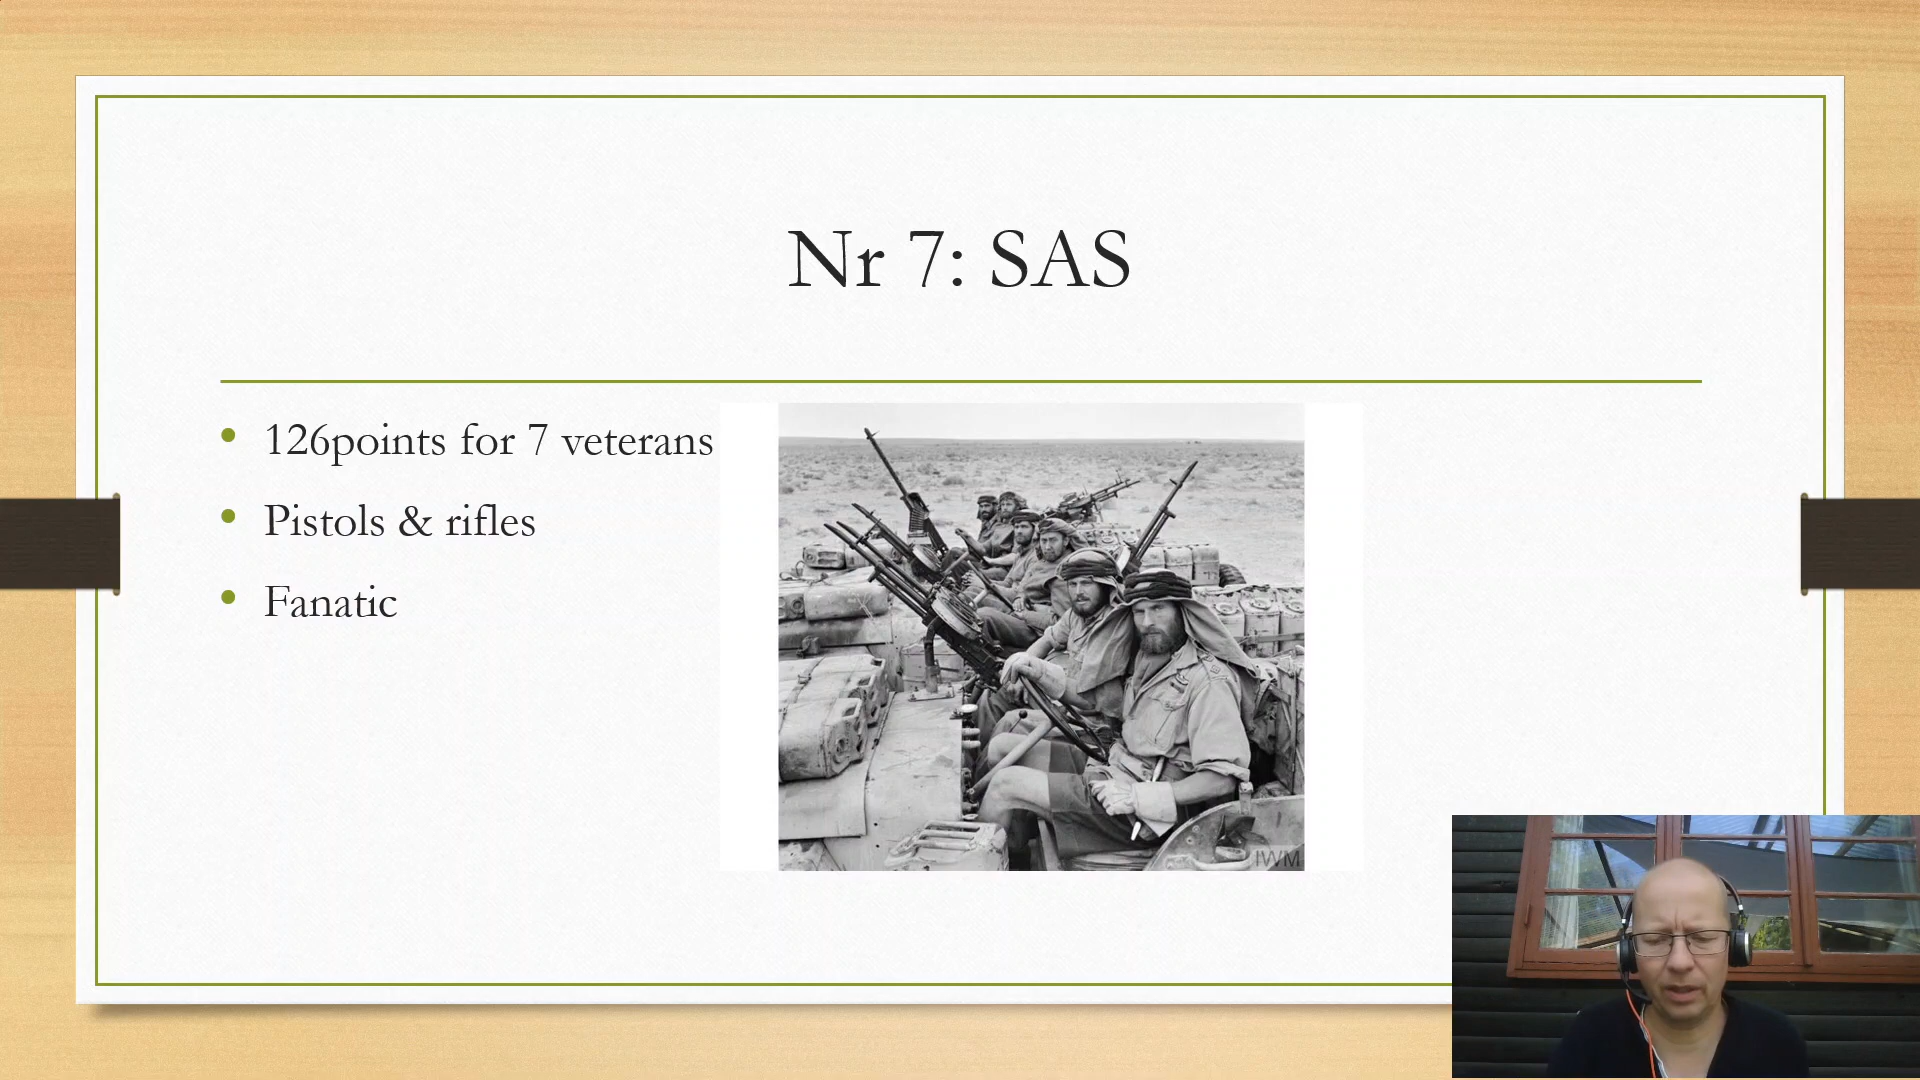 Nr 7: SAS
126points for 7 veterans
Pistols & rifles
Fanatic
IWM